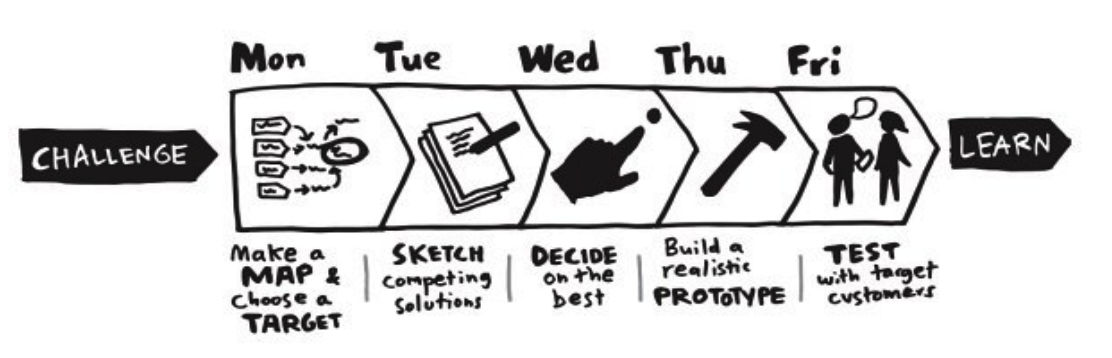 Mon Tue Wed Thu Fri
CHALLENGE
LEARN
Make a
MAP &
choose a
TARGET
SKETCH
competing
solutions
DECIDE
on the
best
Build a
realistic
PROTOTYPE
TEST
with target
customers